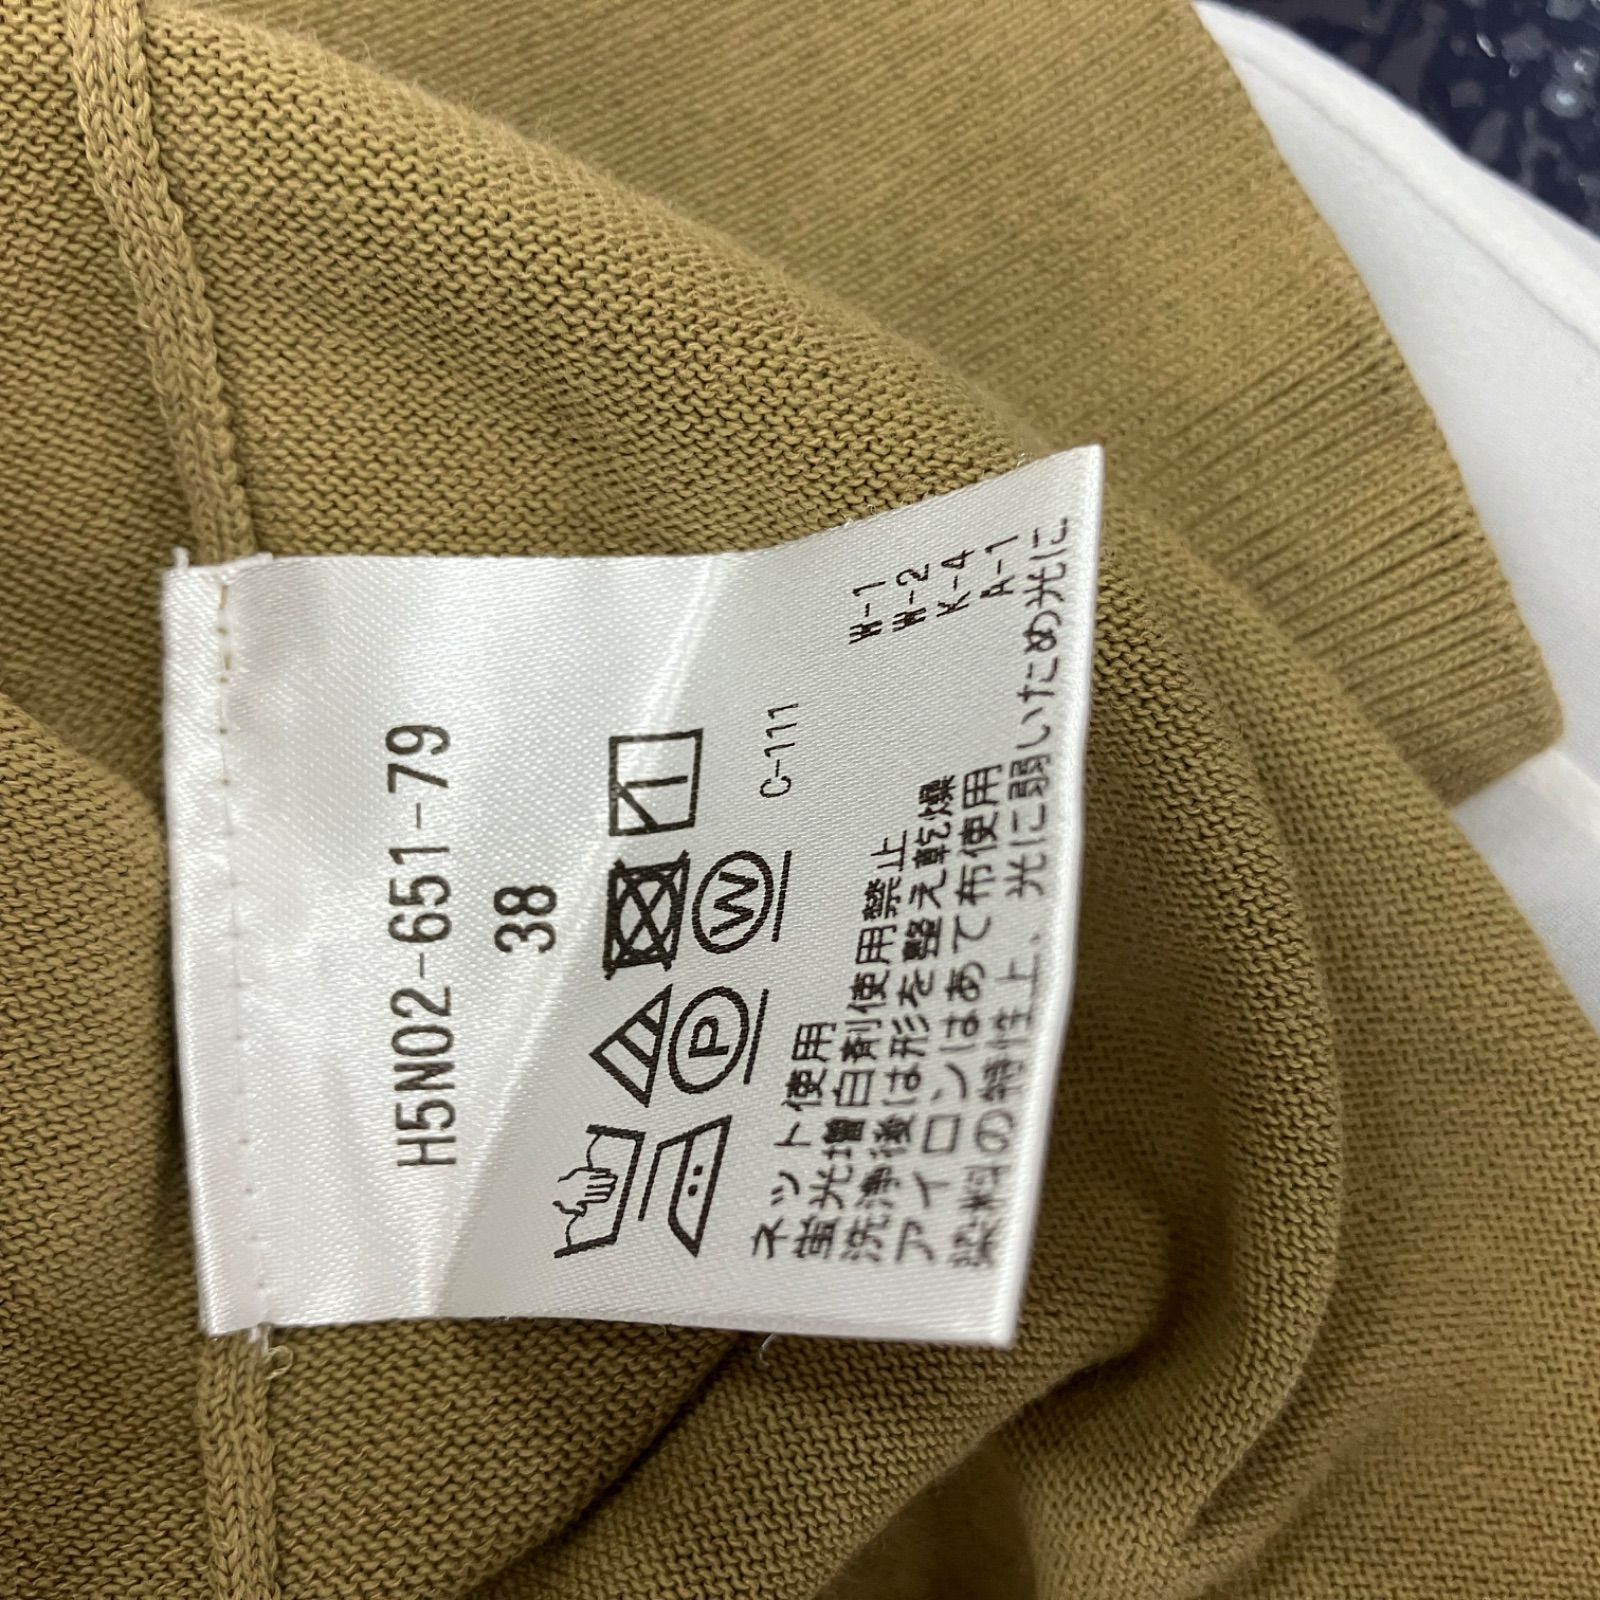 H5N02-651-79
38
W
P
C-111
ネット使用
蛍光増白剤使用禁止
洗浄後は形を整え乾燥
アイロンはあて布使用
染料の特性上、光に弱いため光に
W-1
W-2
K-4
A-1